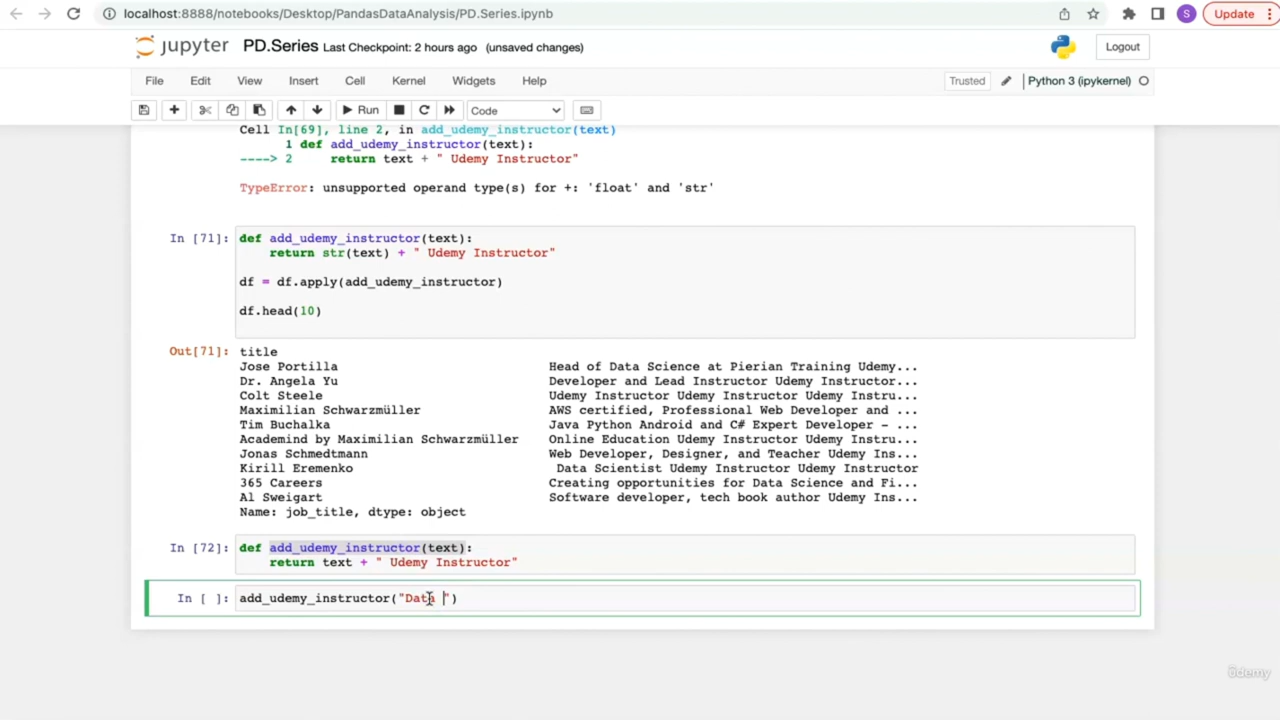 localhost:8888/notebooks/Desktop/PandasDataAnalysis/PD.Series.ipynb S Update
jupyter PD.Series Last Checkpoint: 2 hours ago (unsaved changes) Logout
File Edit View Insert Cell Kernel Widgets Help Trusted Python 3 (ipykernel)
Run Code
Cell In[69], line 2, in add_udemy_instructor(text)
1 def add_udemy_instructor(text):
----> 2 return text + " Udemy Instructor"
TypeError: unsupported operand type(s) for +: 'float' and 'str'
In [71]: def add_udemy_instructor(text):
return str(text) + " Udemy Instructor"
df = df.apply(add_udemy_instructor)
df.head(10)
Out[71]: title
Jose Portilla Head of Data Science at Pierian Training Udemy...
Dr. Angela Yu Developer and Lead Instructor Udemy Instructor...
Colt Steele Udemy Instructor Udemy Instructor Udemy Instru...
Maximilian Schwarzmüller AWS certified, Professional Web Developer and ...
Tim Buchalka Java Python Android and C# Expert Developer - ...
Academind by Maximilian Schwarzmüller Online Education Udemy Instructor Udemy Instru...
Jonas Schmedtmann Web Developer, Designer, and Teacher Udemy Ins...
Kirill Eremenko Data Scientist Udemy Instructor Udemy Instructor
365 Careers Creating opportunities for Data Science and Fi...
Al Sweigart Software developer, tech book author Udemy Ins...
Name: job_title, dtype: object
In [72]: def add_udemy_instructor(text):
return text + " Udemy Instructor"
In [ ]: add_udemy_instructor("Data ")
ûdemy